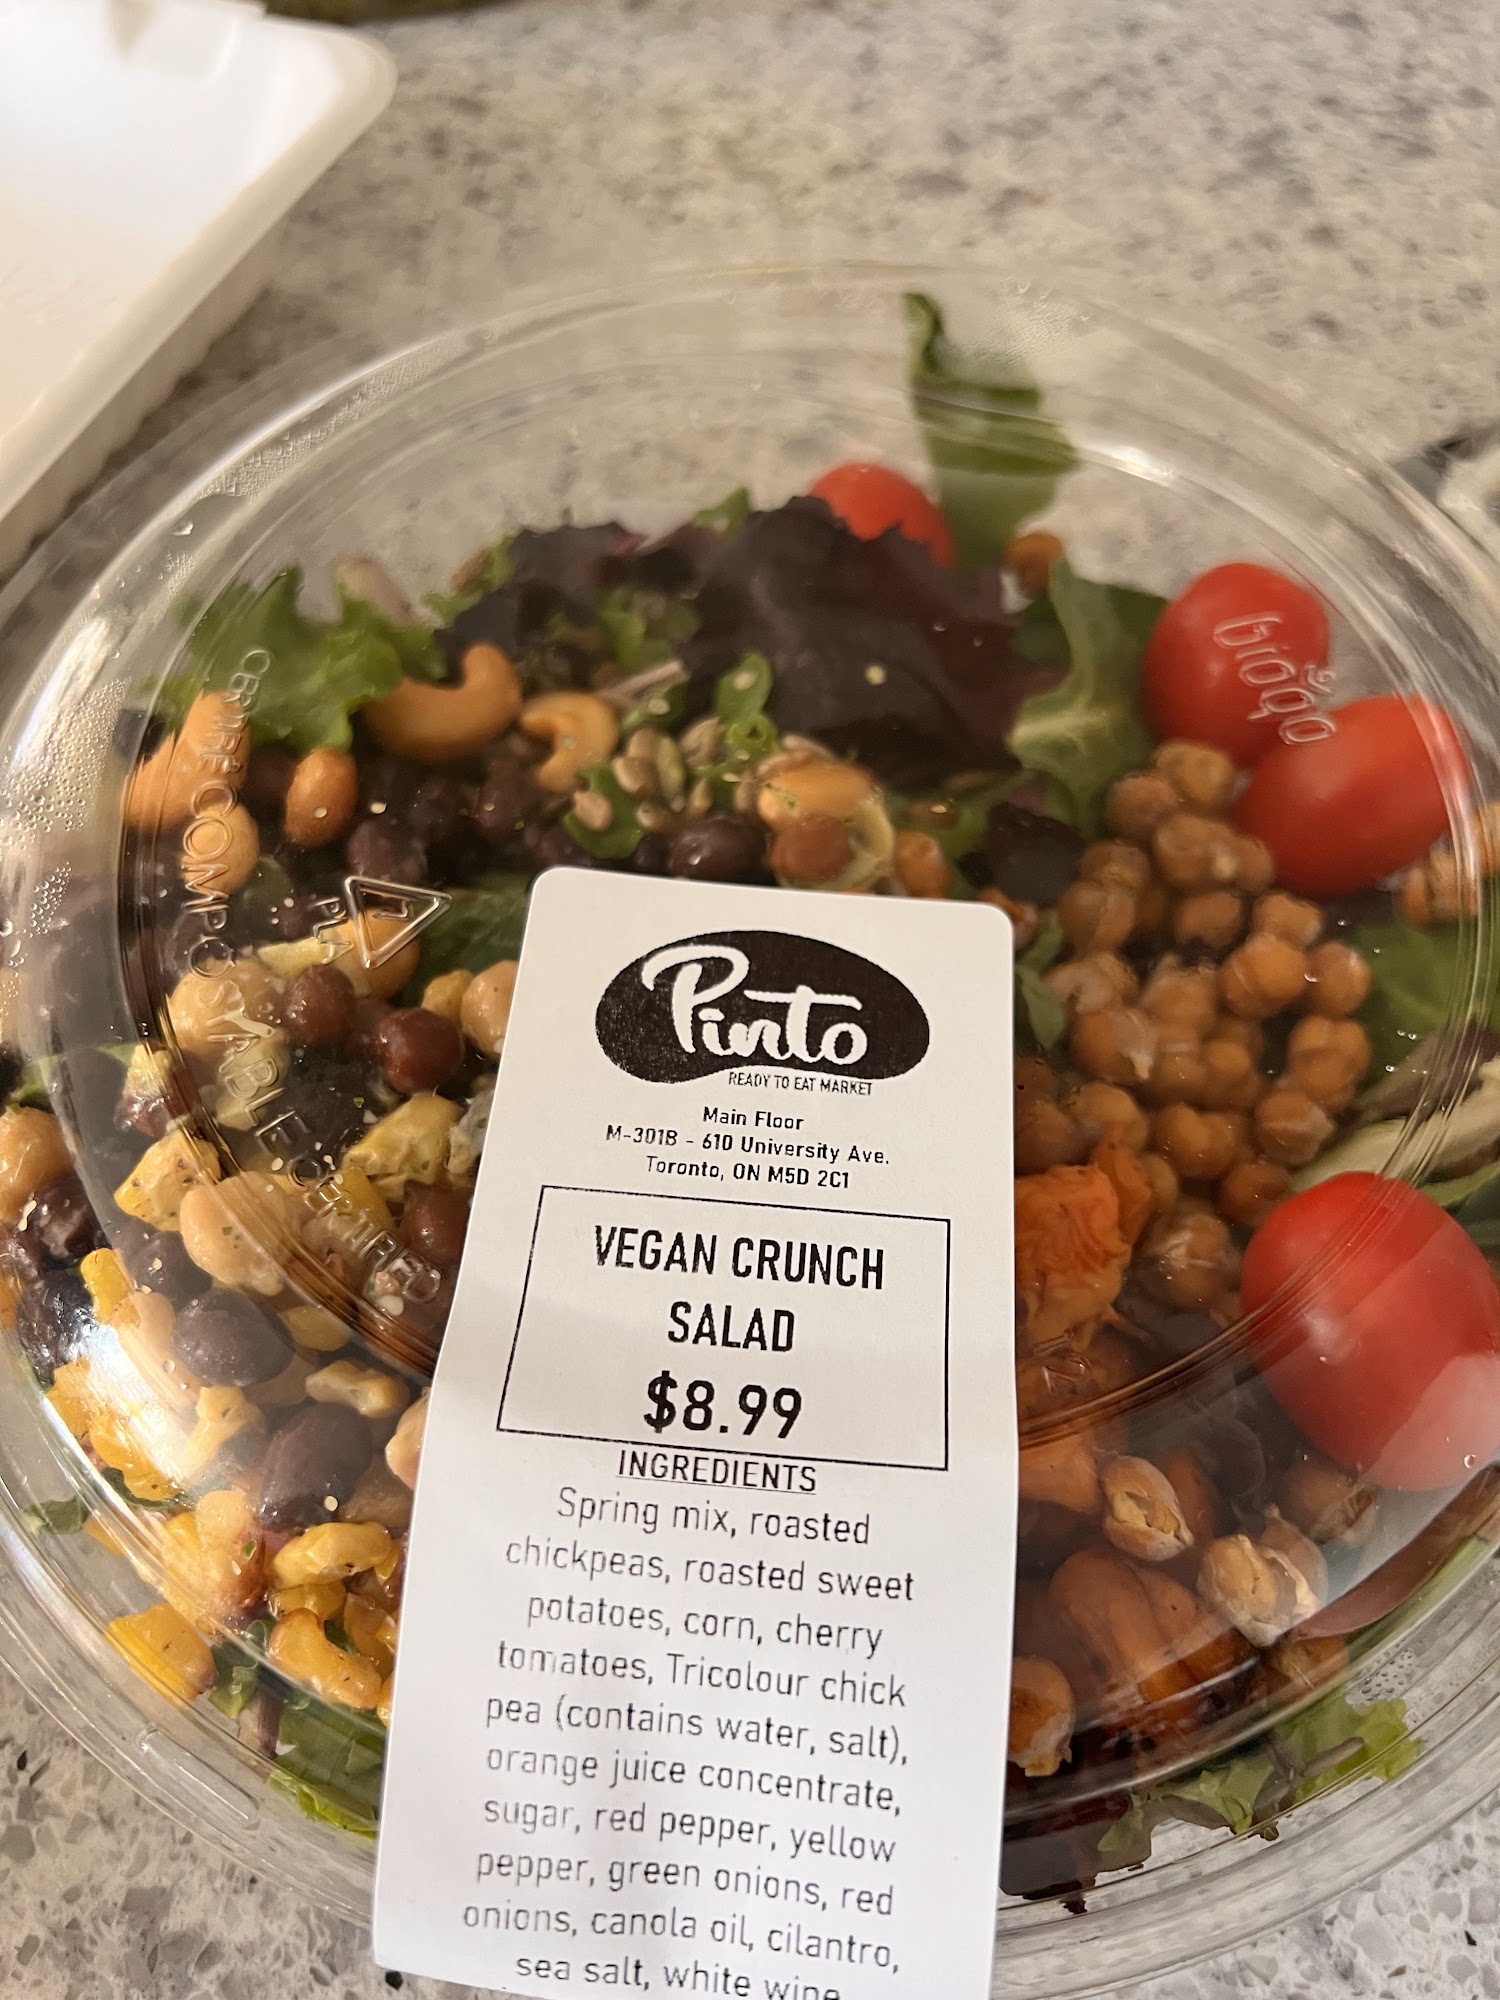 Pinto
READY TO EAT MARKET
Main Floor
M-301B - 610 University Ave.
Toronto, ON M5D 2C1
VEGAN CRUNCH
SALAD
$8.99
INGREDIENTS
Spring mix, roasted
chickpeas, roasted sweet
potatoes, corn, cherry
tomatoes, Tricolour chick
pea (contains water, salt),
orange juice concentrate,
sugar, red pepper, yellow
pepper, green onions, red
onions, canola oil, cilantro,
sea salt, white wine
CERTIFIED COMPOSTABLE
7
PLA